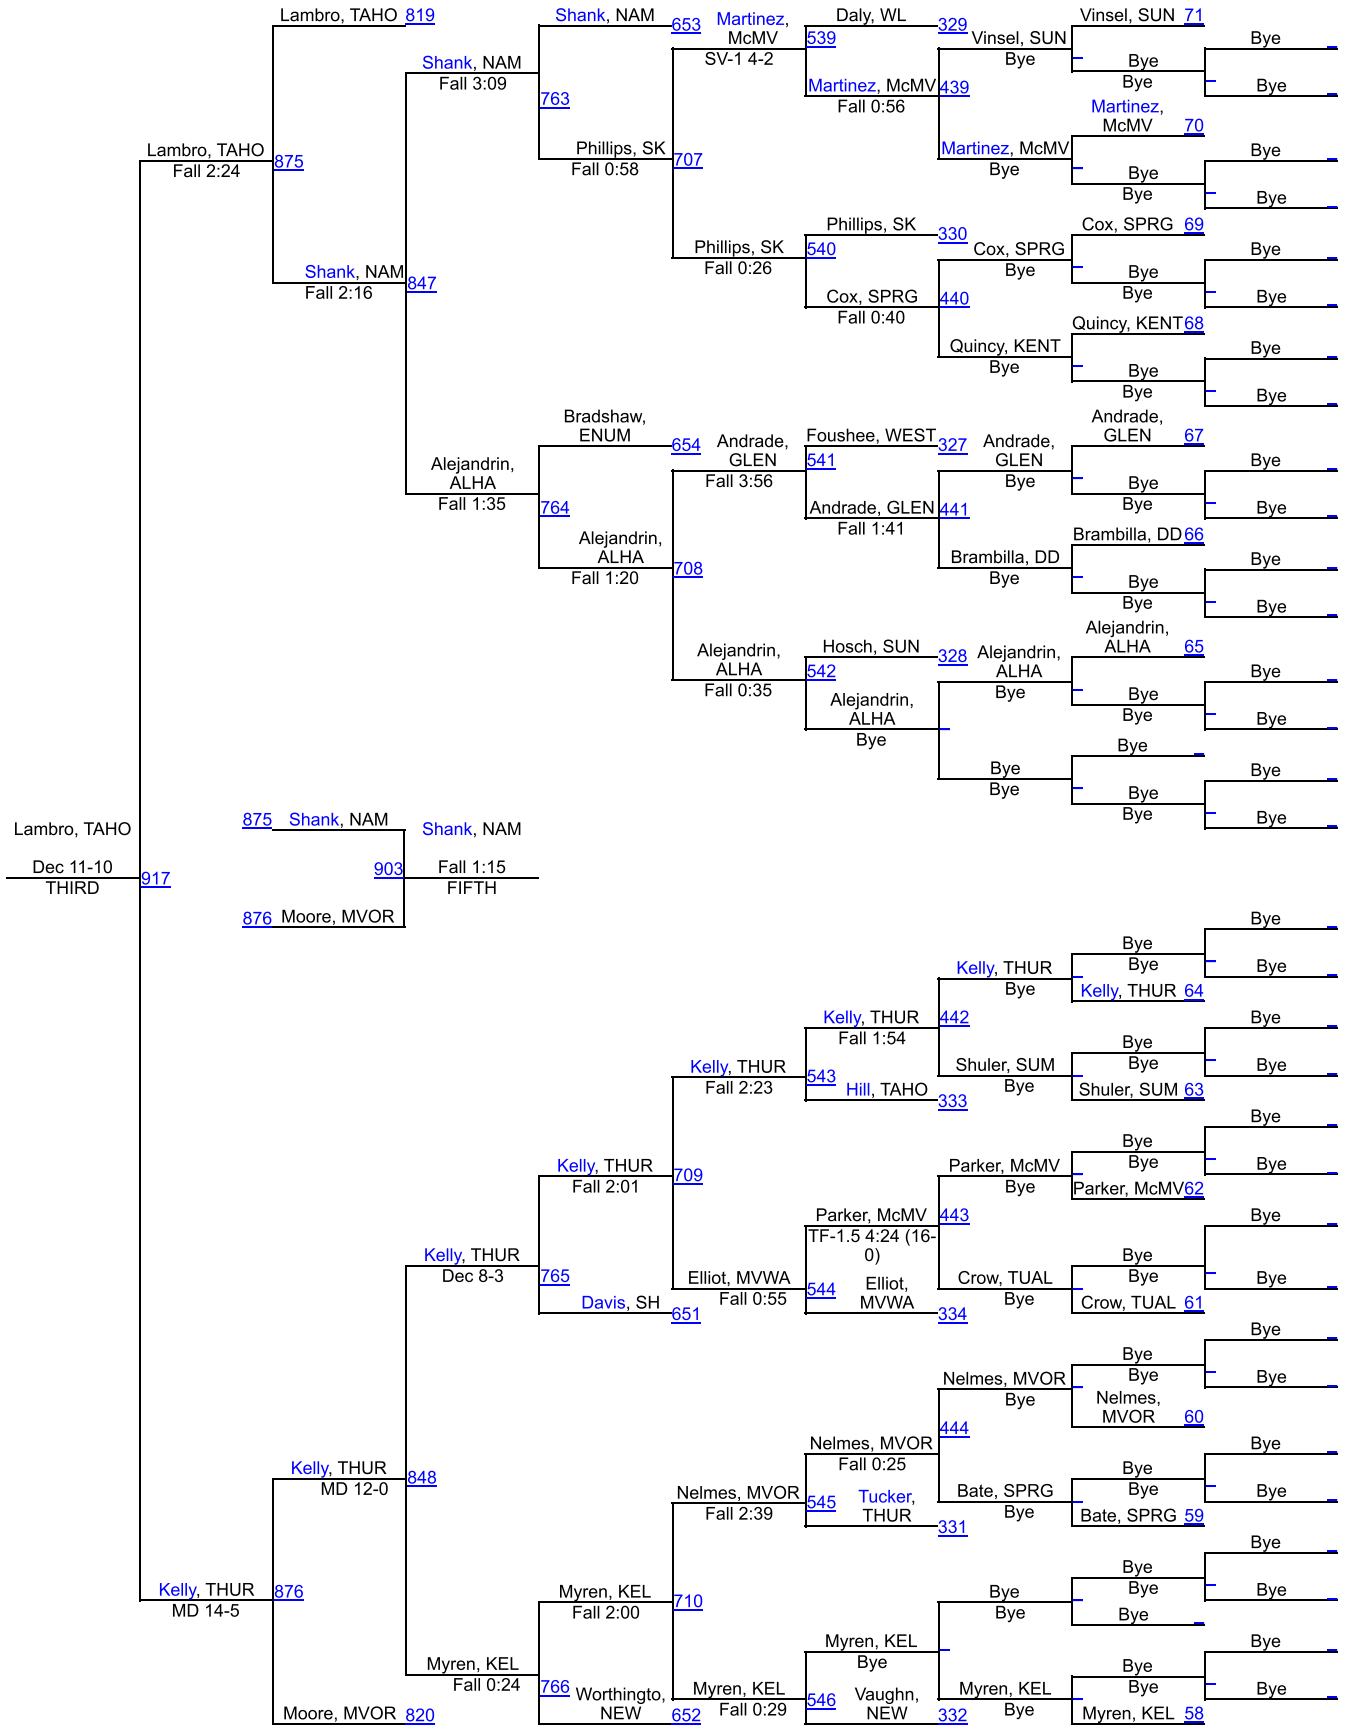 Lambro, TAHO 819
Shank, NAM 653
Martinez,
McMV
SV-1 4-2
539
Daly, WL 329
Vinsel, SUN
Bye
Vinsel, SUN 71
Bye
Bye
Bye
Bye
Shank, NAM
Fall 3:09
763
Martinez, McMV 439
Fall 0:56
Martinez,
McMV 70
Lambro, TAHO
Fall 2:24
875
Phillips, SK
Fall 0:58
707
Martinez, McMV
Bye
Bye
Bye
Bye
Bye
Phillips, SK 330
Cox, SPRG 69
Phillips, SK
Fall 0:26
540
Cox, SPRG
Bye
Bye
Bye
Bye
Bye
Shank, NAM
Fall 2:16
847
Cox, SPRG
Fall 0:40
440
Quincy, KENT 68
Quincy, KENT
Bye
Bye
Bye
Bye
Bye
Bradshaw,
ENUM 654
Andrade,
GLEN
Fall 3:56
Foushee, WEST 327
541
Andrade,
GLEN
Bye
Andrade,
GLEN 67
Bye
Bye
Bye
Bye
Alejandrin,
ALHA
Fall 1:35
764
Andrade, GLEN 441
Fall 1:41
Alejandrin,
ALHA
Fall 1:20
708
Brambilla, DD 66
Brambilla, DD
Bye
Bye
Bye
Bye
Bye
Alejandrin,
ALHA
Fall 0:35
Hosch, SUN 328
542
Alejandrin,
ALHA
Bye
Alejandrin,
ALHA 65
Bye
Bye
Bye
Bye
Alejandrin,
ALHA
Bye
Bye
Bye
Bye
Bye
Bye
Bye
Bye
Lambro, TAHO
Dec 11-10
THIRD
917
875 Shank, NAM
903
876 Moore, MVOR
Shank, NAM
Fall 1:15
FIFTH
Bye
Bye
Bye
Bye
Kelly, THUR
Bye
Kelly, THUR 64
Kelly, THUR
Fall 1:54
442
Bye
Bye
Bye
Bye
Kelly, THUR
Fall 2:23
543
Shuler, SUM
Bye
Shuler, SUM 63
Hill, TAHO 333
Bye
Bye
Bye
Bye
Kelly, THUR
Fall 2:01
709
Parker, McMV
Bye
Parker, McMV 62
Parker, McMV
TF-1.5 4:24 (16-
0)
443
Bye
Bye
Bye
Bye
Kelly, THUR
Dec 8-3
765
Elliot, MVWA
Fall 0:55
544
Elliot,
MVWA 334
Crow, TUAL
Bye
Crow, TUAL 61
Davis, SH 651
Bye
Bye
Bye
Bye
Nelmes, MVOR
Bye
Nelmes,
MVOR 60
Nelmes, MVOR
Fall 0:25
444
Bye
Bye
Bye
Bye
Kelly, THUR
MD 12-0
848
Nelmes, MVOR
Fall 2:39
545
Tucker,
THUR 331
Bate, SPRG
Bye
Bate, SPRG 59
Bye
Bye
Bye
Bye
Kelly, THUR
MD 14-5
876
Myren, KEL
Fall 2:00
710
Bye
Bye
Bye
Myren, KEL
Bye
Bye
Bye
Bye
Bye
Myren, KEL
Fall 0:24
766
Worthingto,
NEW 652
Myren, KEL
Fall 0:29
546
Vaughn,
NEW 332
Myren, KEL
Bye
Myren, KEL 58
Moore, MVOR 820